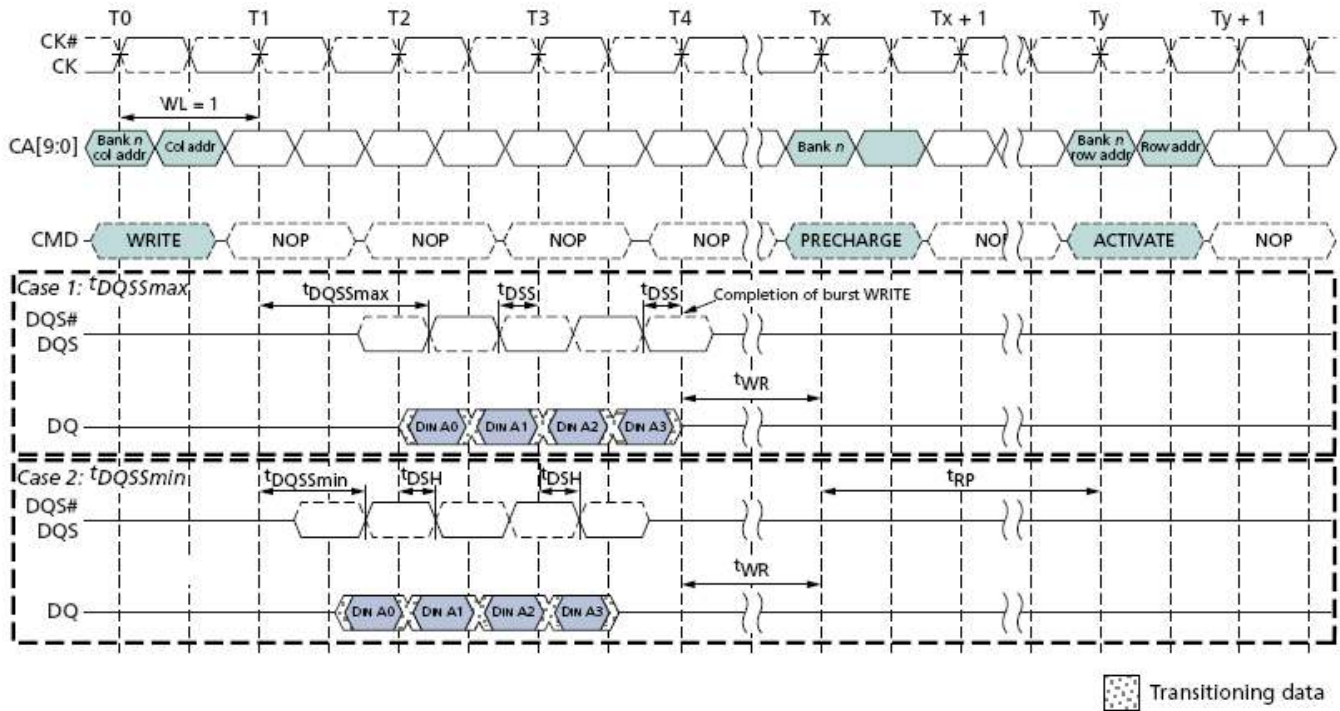 T0 T1 T2 T3 T4 Tx Tx + 1 Ty Ty + 1
CK#
CK
WL = 1
CA[9:0] Bank n col addr Col addr Bank n Bank n row addr Row addr
CMD WRITE NOP NOP NOP NOP PRECHARGE NOP ACTIVATE NOP
Case 1: tDQSSmax
tDQSSmax tDSS tDSS Completion of burst WRITE
DQS#
DQS
tWR
DQ DIN A0 DIN A1 DIN A2 DIN A3
Case 2: tDQSSmin
tDQSSmin tDSH tDSH tRP
DQS#
DQS
tWR
DQ DIN A0 DIN A1 DIN A2 DIN A3
Transitioning data